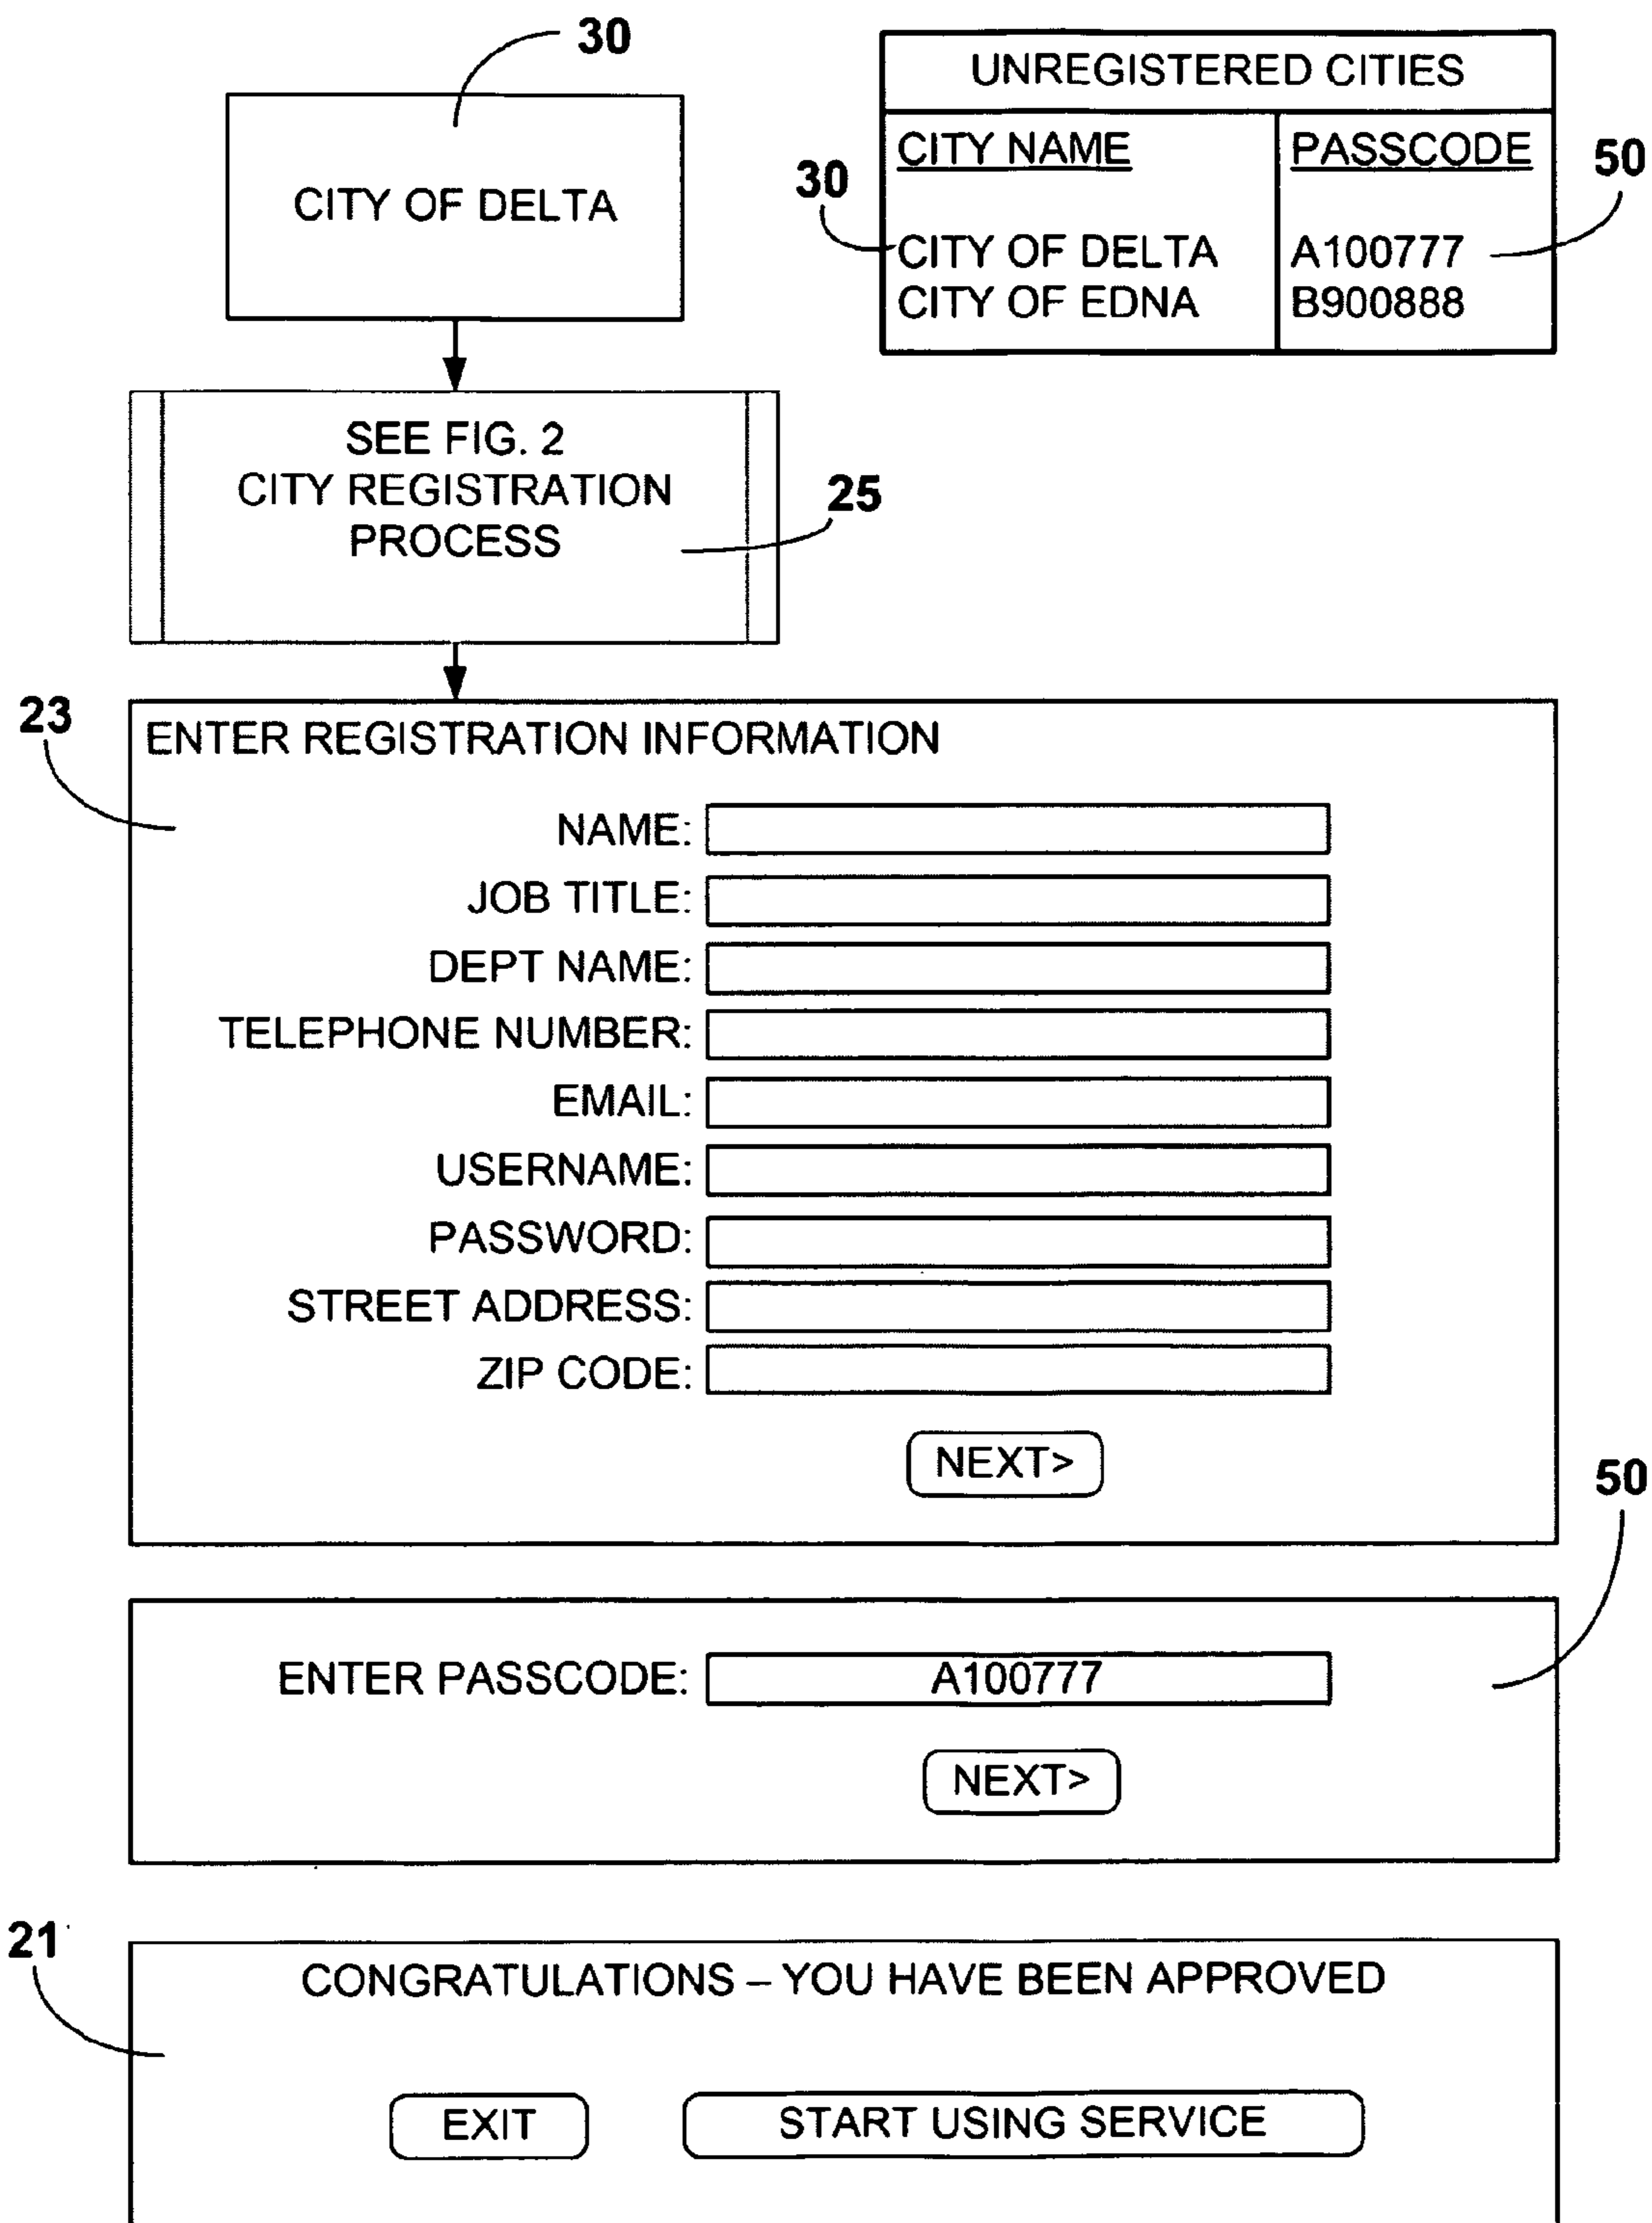 30
CITY OF DELTA
UNREGISTERED CITIES
CITY NAME PASSCODE
50
30
CITY OF DELTA A100777
CITY OF EDNA B900888
SEE FIG. 2
CITY REGISTRATION
PROCESS
25
23
ENTER REGISTRATION INFORMATION
NAME:
JOB TITLE:
DEPT NAME:
TELEPHONE NUMBER:
EMAIL:
USERNAME:
PASSWORD:
STREET ADDRESS:
ZIP CODE:
NEXT>
50
ENTER PASSCODE: A100777
NEXT>
21
CONGRATULATIONS – YOU HAVE BEEN APPROVED
EXIT START USING SERVICE